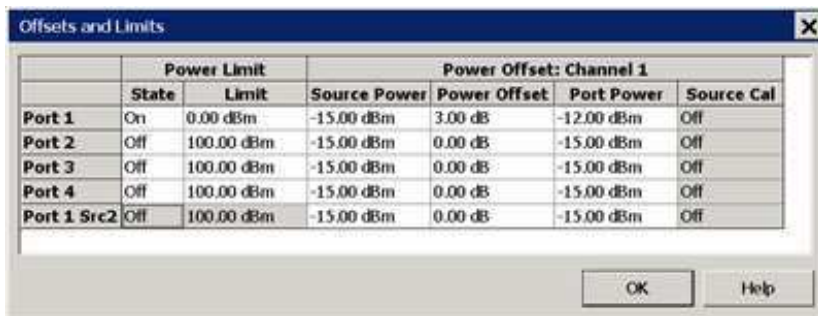 Offsets and Limits
Power Limit Power Offset: Channel 1
State Limit Source Power Power Offset Port Power Source Cal
Port 1 On 0.00 dBm -15.00 dBm 3.00 dB -12.00 dBm Off
Port 2 Off 100.00 dBm -15.00 dBm 0.00 dB -15.00 dBm Off
Port 3 Off 100.00 dBm -15.00 dBm 0.00 dB -15.00 dBm Off
Port 4 Off 100.00 dBm -15.00 dBm 0.00 dB -15.00 dBm Off
Port 1 Src2 Off 100.00 dBm -15.00 dBm 0.00 dB -15.00 dBm Off
OK Help